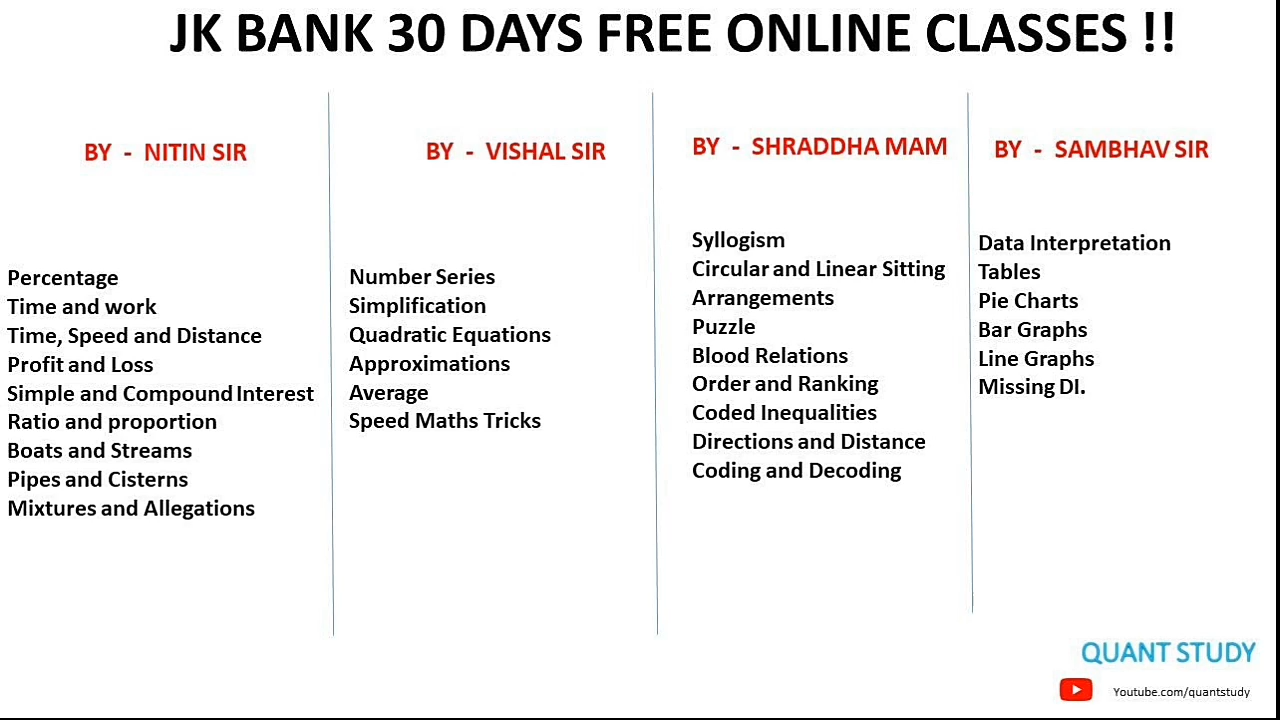 JK BANK 30 DAYS FREE ONLINE CLASSES !!
BY - NITIN SIR
Percentage
Time and work
Time, Speed and Distance
Profit and Loss
Simple and Compound Interest
Ratio and proportion
Boats and Streams
Pipes and Cisterns
Mixtures and Allegations
BY - VISHAL SIR
Number Series
Simplification
Quadratic Equations
Approximations
Average
Speed Maths Tricks
BY - SHRADDHA MAM
Syllogism
Circular and Linear Sitting
Arrangements
Puzzle
Blood Relations
Order and Ranking
Coded Inequalities
Directions and Distance
Coding and Decoding
BY - SAMBHAV SIR
Data Interpretation
Tables
Pie Charts
Bar Graphs
Line Graphs
Missing DI.
QUANT STUDY
Youtube.com/quantstudy